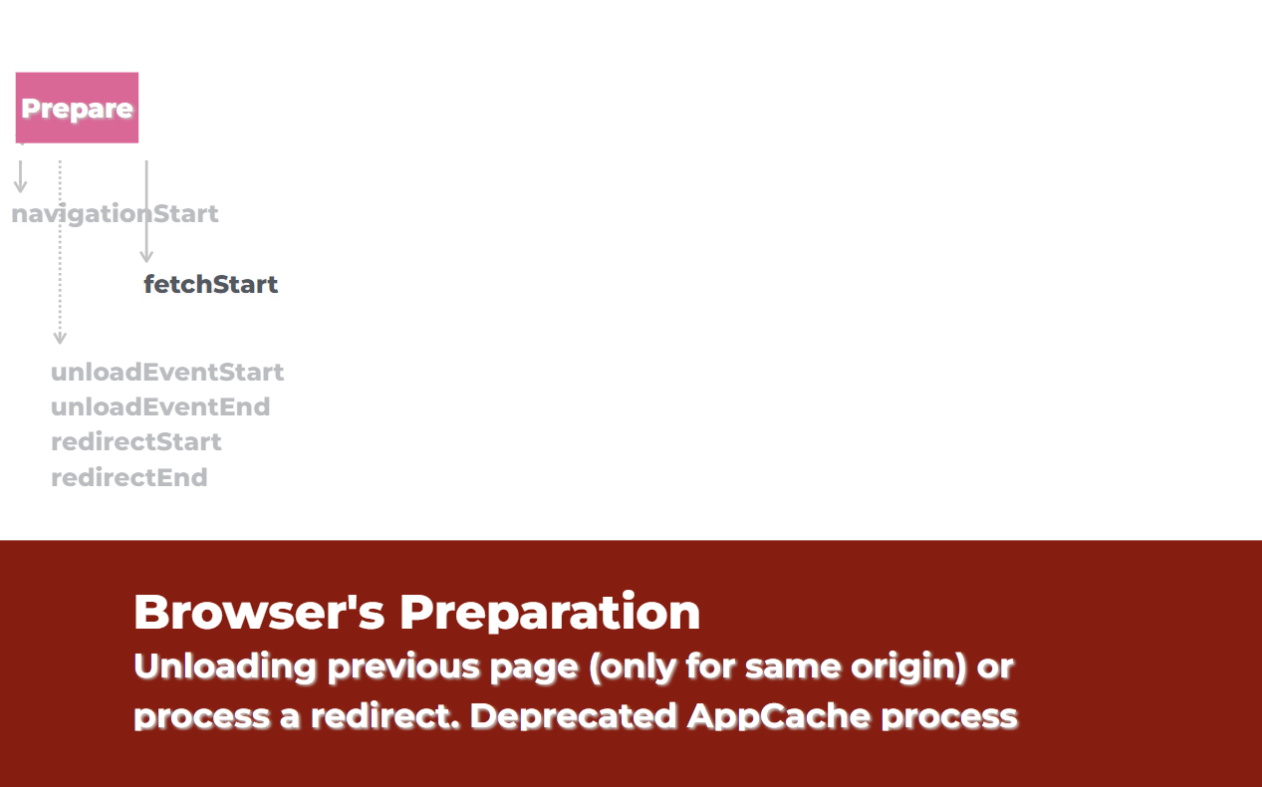 Prepare
navigationStart
fetchStart
unloadEventStart
unloadEventEnd
redirectStart
redirectEnd
Browser's Preparation
Unloading previous page (only for same origin) or
process a redirect. Deprecated AppCache process